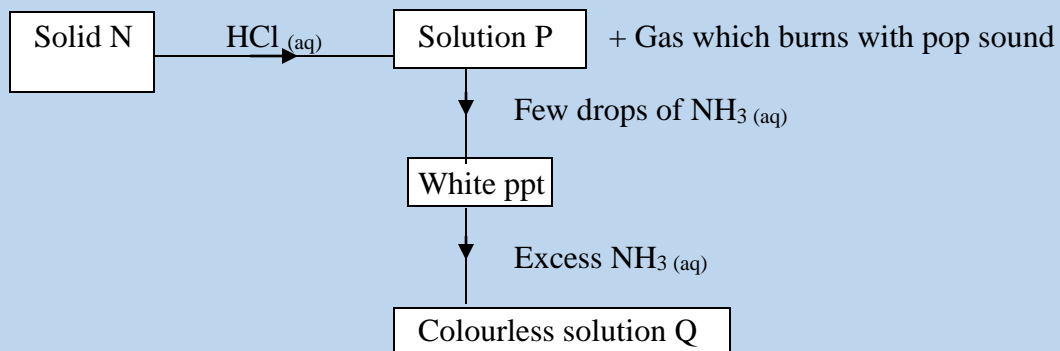 Solid N HCl (aq) Solution P + Gas which burns with pop sound
Few drops of NH₃ (aq)
White ppt
Excess NH₃ (aq)
Colourless solution Q